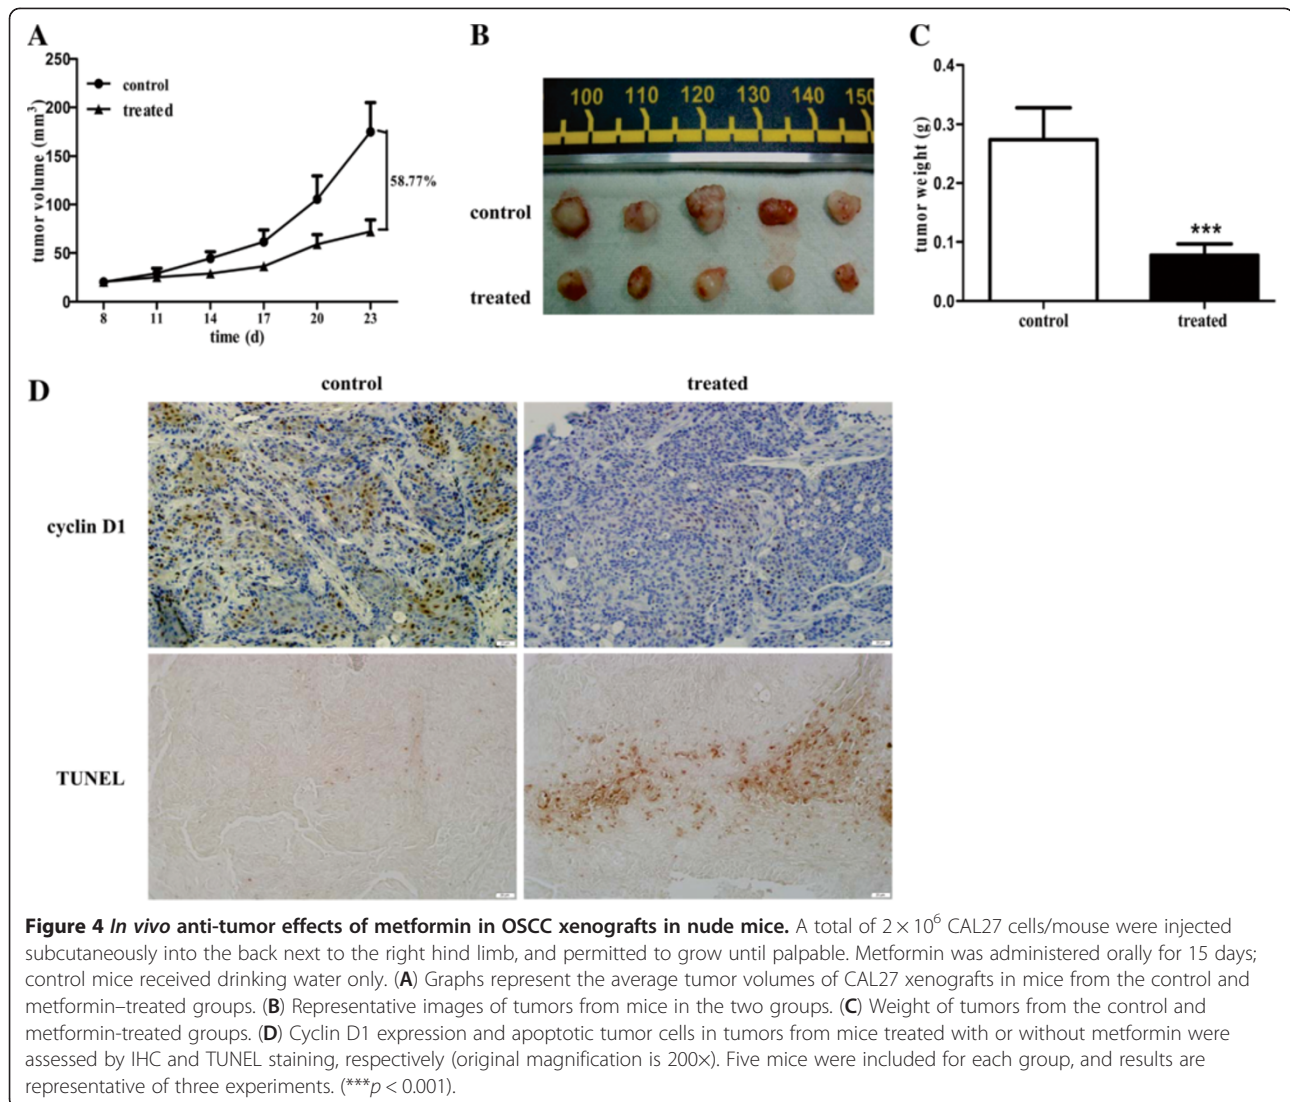 A
250
200
150
100
50
0
tumor volume (mm³)
control
treated
58.77%
8 11 14 17 20 23
time (d)
B
100 110 120 130 140 150
control
treated
C
0.4
0.3
0.2
0.1
0.0
tumor weight (g)
***
control treated
D
control treated
cyclin D1
TUNEL
Figure 4 In vivo anti-tumor effects of metformin in OSCC xenografts in nude mice. A total of 2 × 10⁶ CAL27 cells/mouse were injected
subcutaneously into the back next to the right hind limb, and permitted to grow until palpable. Metformin was administered orally for 15 days;
control mice received drinking water only. (A) Graphs represent the average tumor volumes of CAL27 xenografts in mice from the control and
metformin–treated groups. (B) Representative images of tumors from mice in the two groups. (C) Weight of tumors from the control and
metformin-treated groups. (D) Cyclin D1 expression and apoptotic tumor cells in tumors from mice treated with or without metformin were
assessed by IHC and TUNEL staining, respectively (original magnification is 200×). Five mice were included for each group, and results are
representative of three experiments. (***p < 0.001).